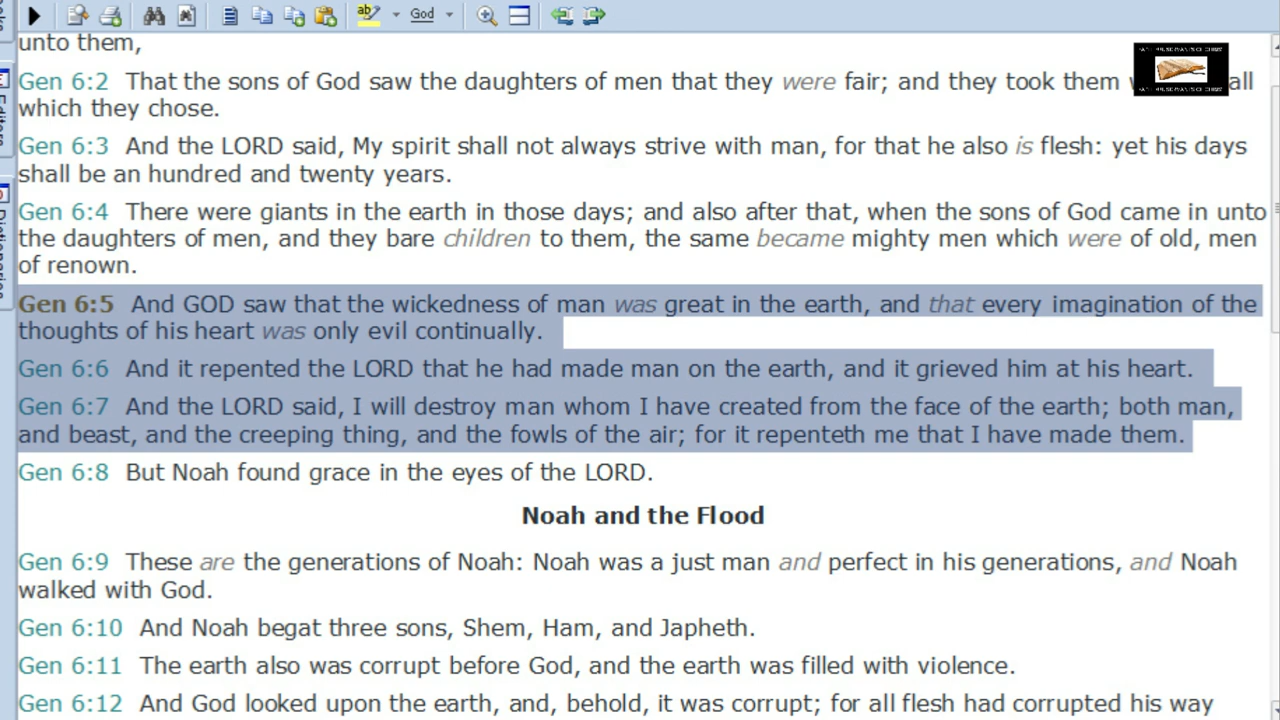 God
unto them,
Gen 6:2 That the sons of God saw the daughters of men that they were fair; and they took them all
which they chose.
Gen 6:3 And the LORD said, My spirit shall not always strive with man, for that he also is flesh: yet his days
shall be an hundred and twenty years.
Gen 6:4 There were giants in the earth in those days; and also after that, when the sons of God came in unto
the daughters of men, and they bare children to them, the same became mighty men which were of old, men
of renown.
Gen 6:5 And GOD saw that the wickedness of man was great in the earth, and that every imagination of the
thoughts of his heart was only evil continually.
Gen 6:6 And it repented the LORD that he had made man on the earth, and it grieved him at his heart.
Gen 6:7 And the LORD said, I will destroy man whom I have created from the face of the earth; both man,
and beast, and the creeping thing, and the fowls of the air; for it repenteth me that I have made them.
Gen 6:8 But Noah found grace in the eyes of the LORD.
Noah and the Flood
Gen 6:9 These are the generations of Noah: Noah was a just man and perfect in his generations, and Noah
walked with God.
Gen 6:10 And Noah begat three sons, Shem, Ham, and Japheth.
Gen 6:11 The earth also was corrupt before God, and the earth was filled with violence.
Gen 6:12 And God looked upon the earth, and, behold, it was corrupt; for all flesh had corrupted his way
Editors